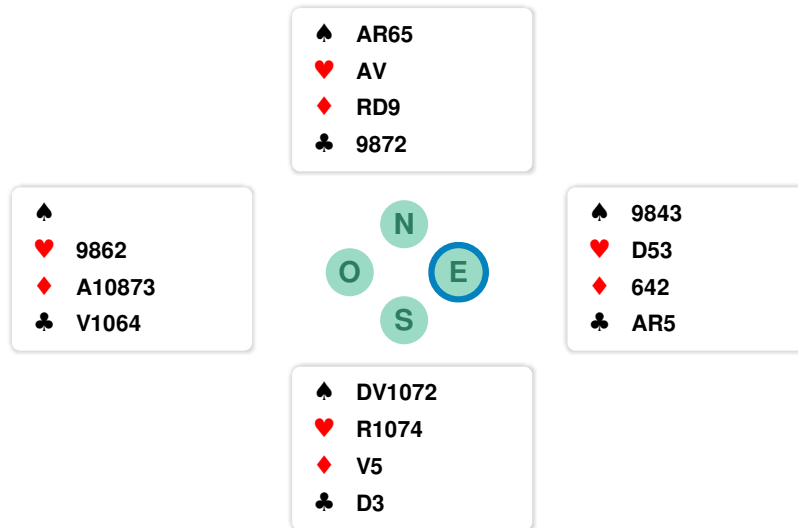 ♠ AR65
♥ AV
♦ RD9
♣ 9872
♠
♥ 9862
♦ A10873
♣ V1064
N
O E
S
♠ 9843
♥ D53
♦ 642
♣ AR5
♠ DV1072
♥ R1074
♦ V5
♣ D3